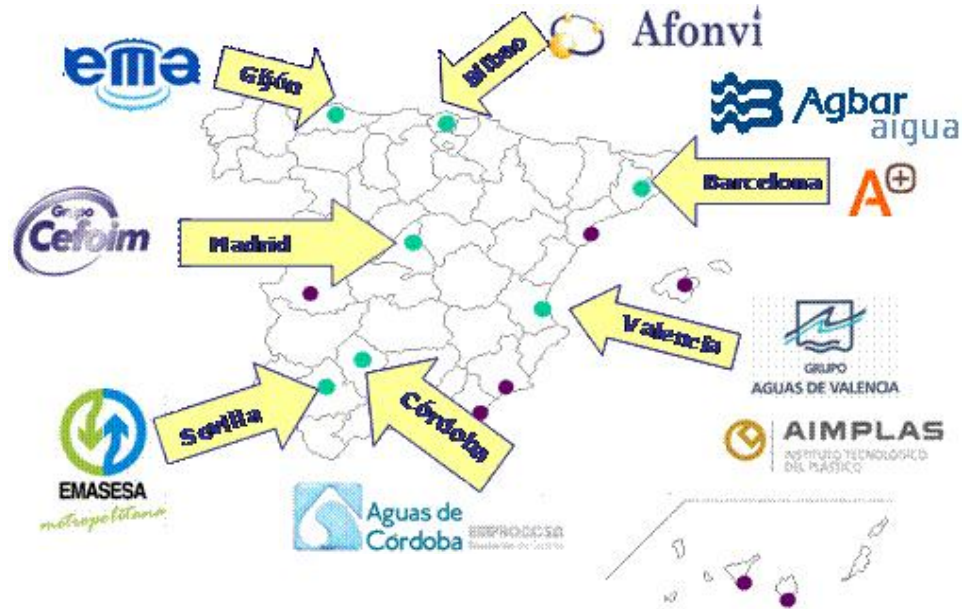 ema
Gijón
Bilbao
Afonvi
Agbar
aigua
Barcelona
A+
Grupo
Cefoim
Madrid
Valencia
GRUPO
AGUAS DE VALENCIA
Sevilla
Córdoba
EMASESA
metropolitana
AIMPLAS
INSTITUTO TECNOLÓGICO
DEL PLÁSTICO
Aguas de
Córdoba
EMPROACSA